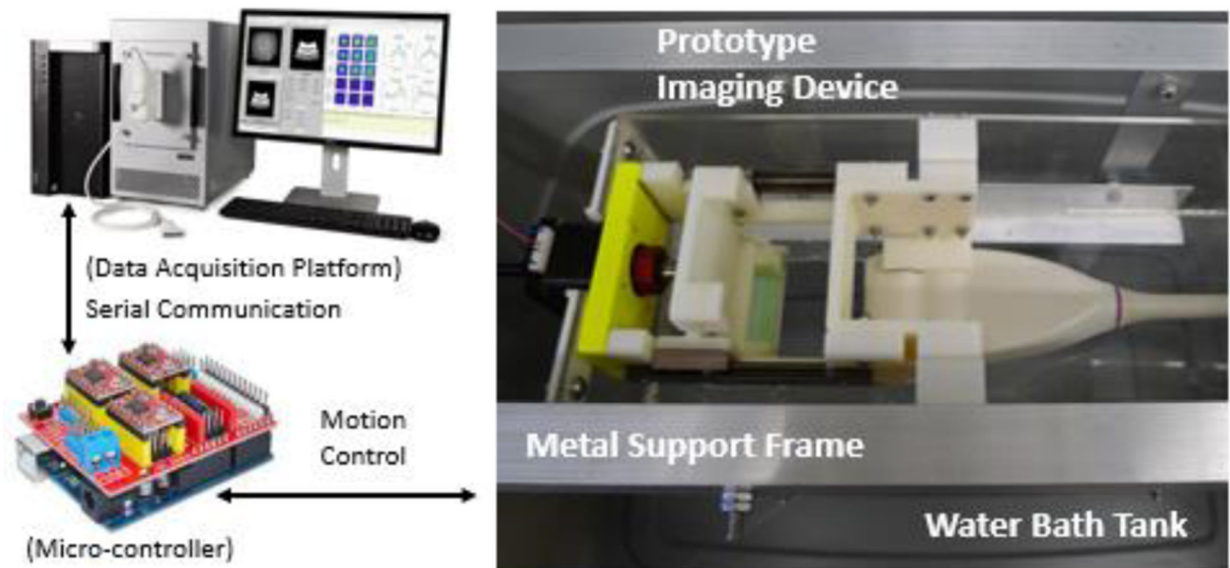 (Data Acquisition Platform)
Serial Communication
Motion
Control
(Micro-controller)
Prototype
Imaging Device
Metal Support Frame
Water Bath Tank